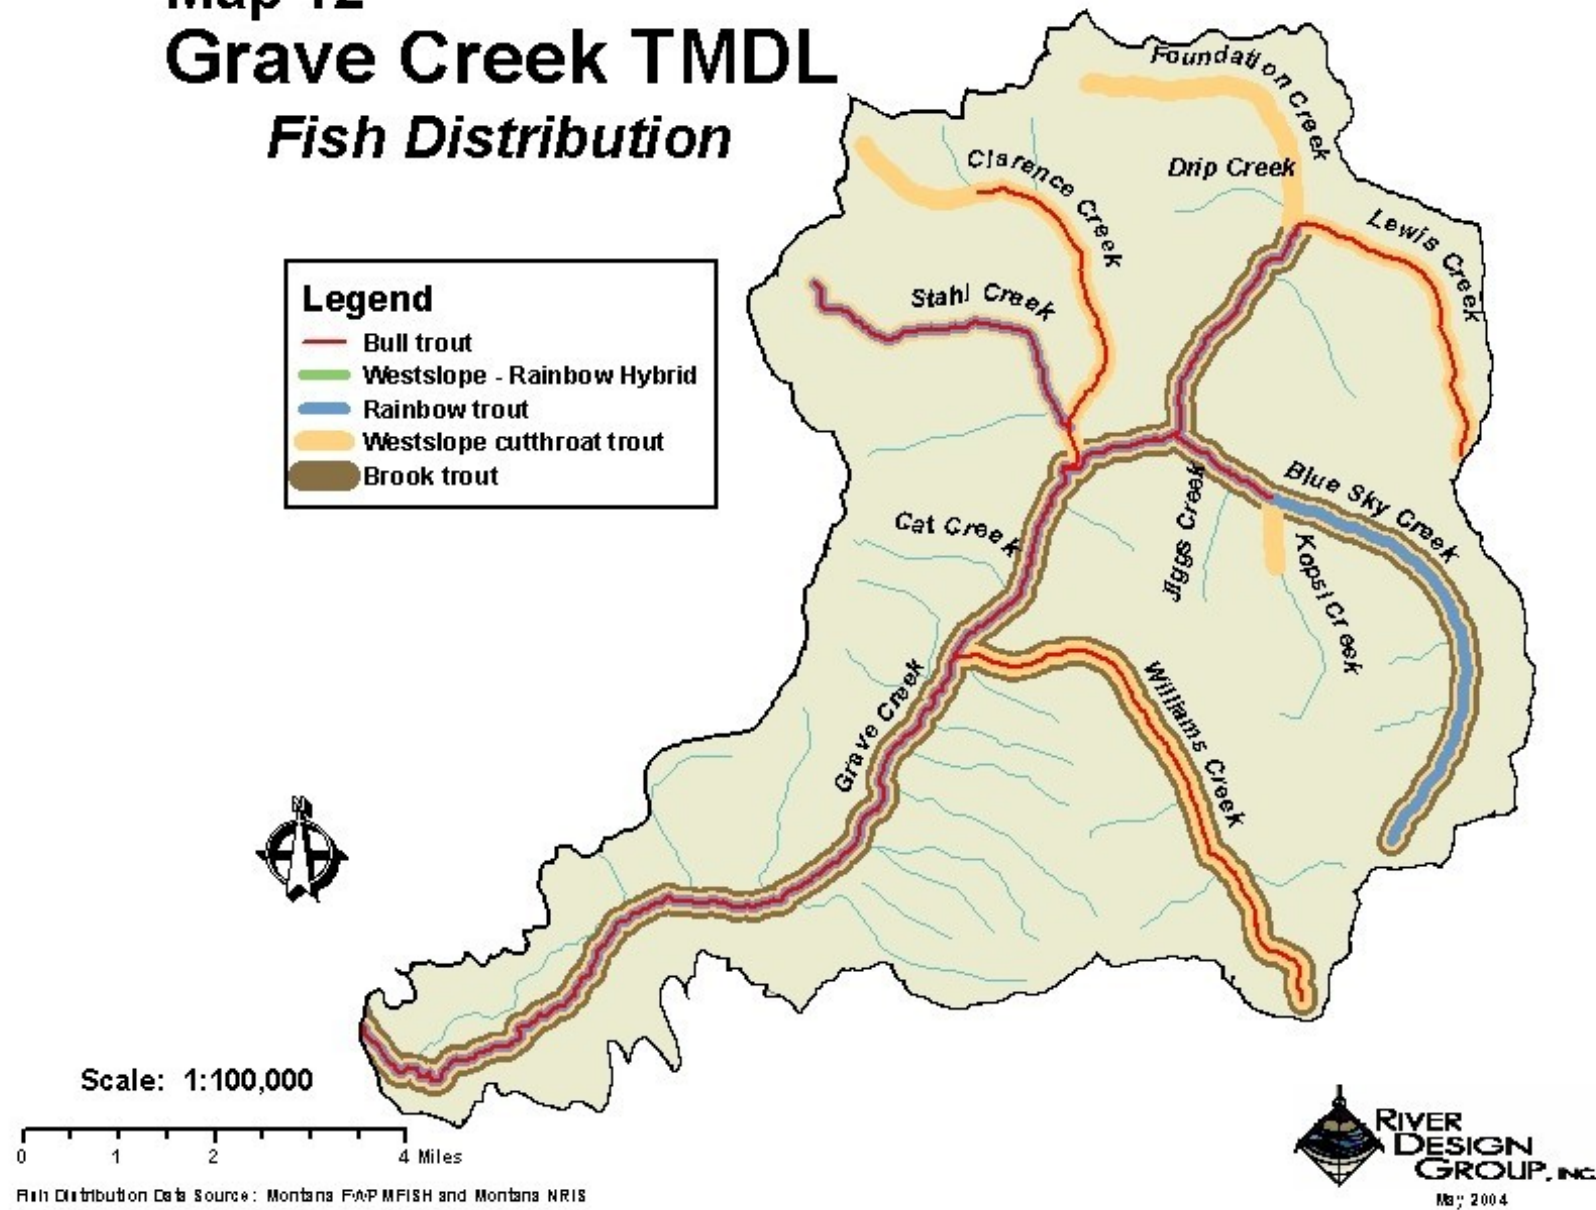 Map 12
Grave Creek TMDL
Fish Distribution
Foundation Creek
Drip Creek
Clarence Creek
Lewis Creek
Stahl Creek
Legend
Bull trout
Westslope - Rainbow Hybrid
Rainbow trout
Westslope cutthroat trout
Brook trout
Blue Sky Creek
Cat Creek
Jiggs Creek
Kopsi Creek
Grave Creek
Williams Creek
N
Scale: 1:100,000
0 1 2 4 Miles
Fish Distribution Data Source: Montana FWP MFISH and Montana NRIS
RIVER
DESIGN
GROUP, INC.
May 2004